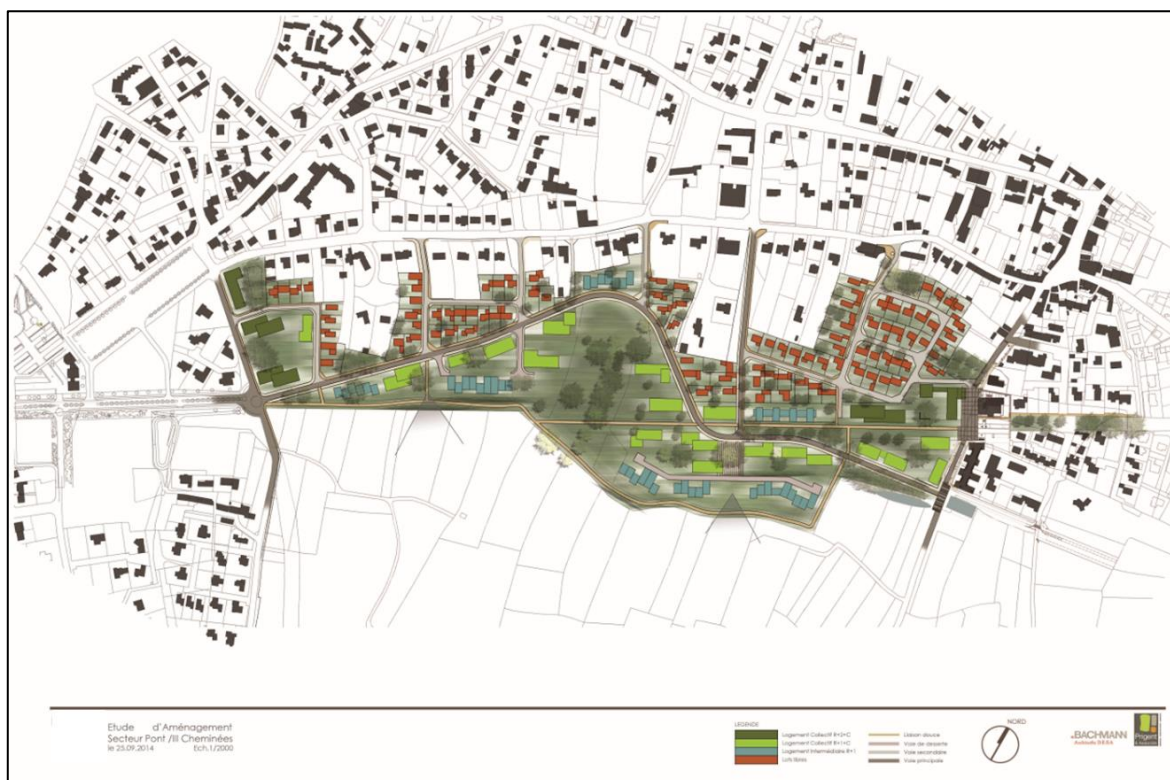 Etude d'Aménagement
Secteur Pont /III Cheminées
le 25.09.2014 Ech.1/2000
LEGENDE
Logement Collectif R+2+C
Logement Collectif R+1+C
Logement Intermédiaire R+1
Lots libres
Liaison douce
Voie de desserte
Voie secondaire
Voie principale
NORD
BACHMANN
Prigent